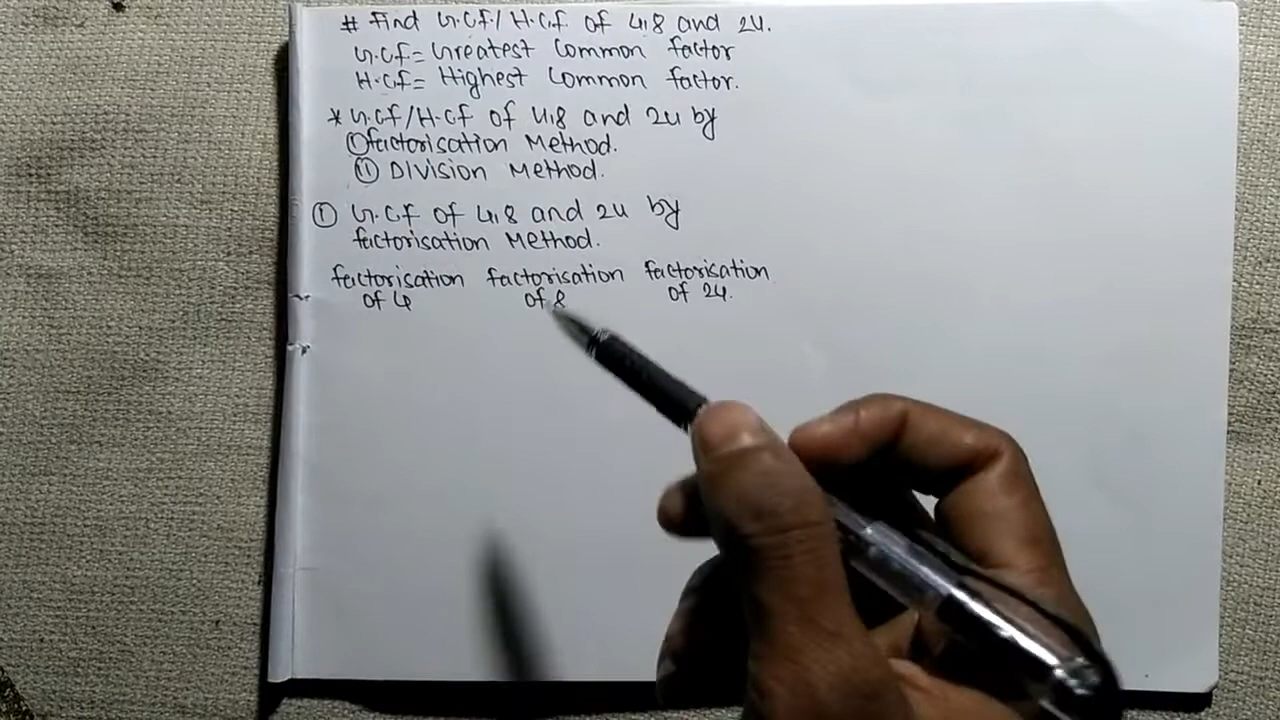 # Find G.C.f/ H.C.f. of 4,8 and 24.
G.C.f= Greatest Common factor
H.C.f= Highest Common factor.
* G.C.f/H.C.f of 4,8 and 24 by
(I) factorisation Method.
(II) Division Method.
(I) G.C.f of 4,8 and 24 by
factorisation Method.
factorisation factorisation factorisation
of 4 of 8 of 24.